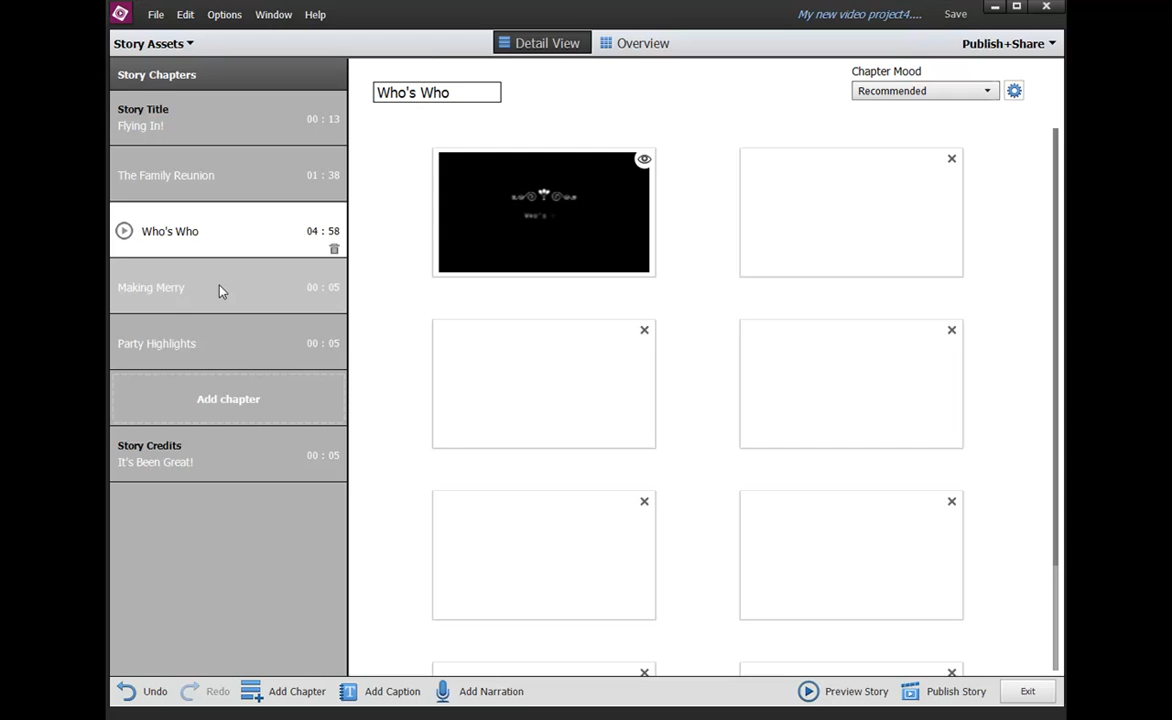 File Edit Options Window Help
My new video project4.... Save
Story Assets Detail View Overview Publish+Share
Story Chapters
Story Title
Flying In!
00 : 13
The Family Reunion 01 : 38
Who's Who 04 : 58
Making Merry 00 : 05
Party Highlights 00 : 05
Add chapter
Story Credits
It's Been Great!
00 : 05
Who's Who
Chapter Mood
Recommended
Who's
Undo Redo Add Chapter Add Caption Add Narration Preview Story Publish Story Exit